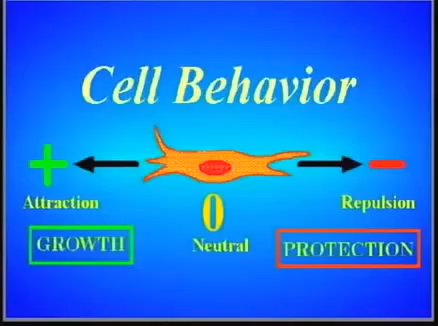 Cell Behavior
+
−
Attraction
0
Repulsion
GROWTH
Neutral
PROTECTION